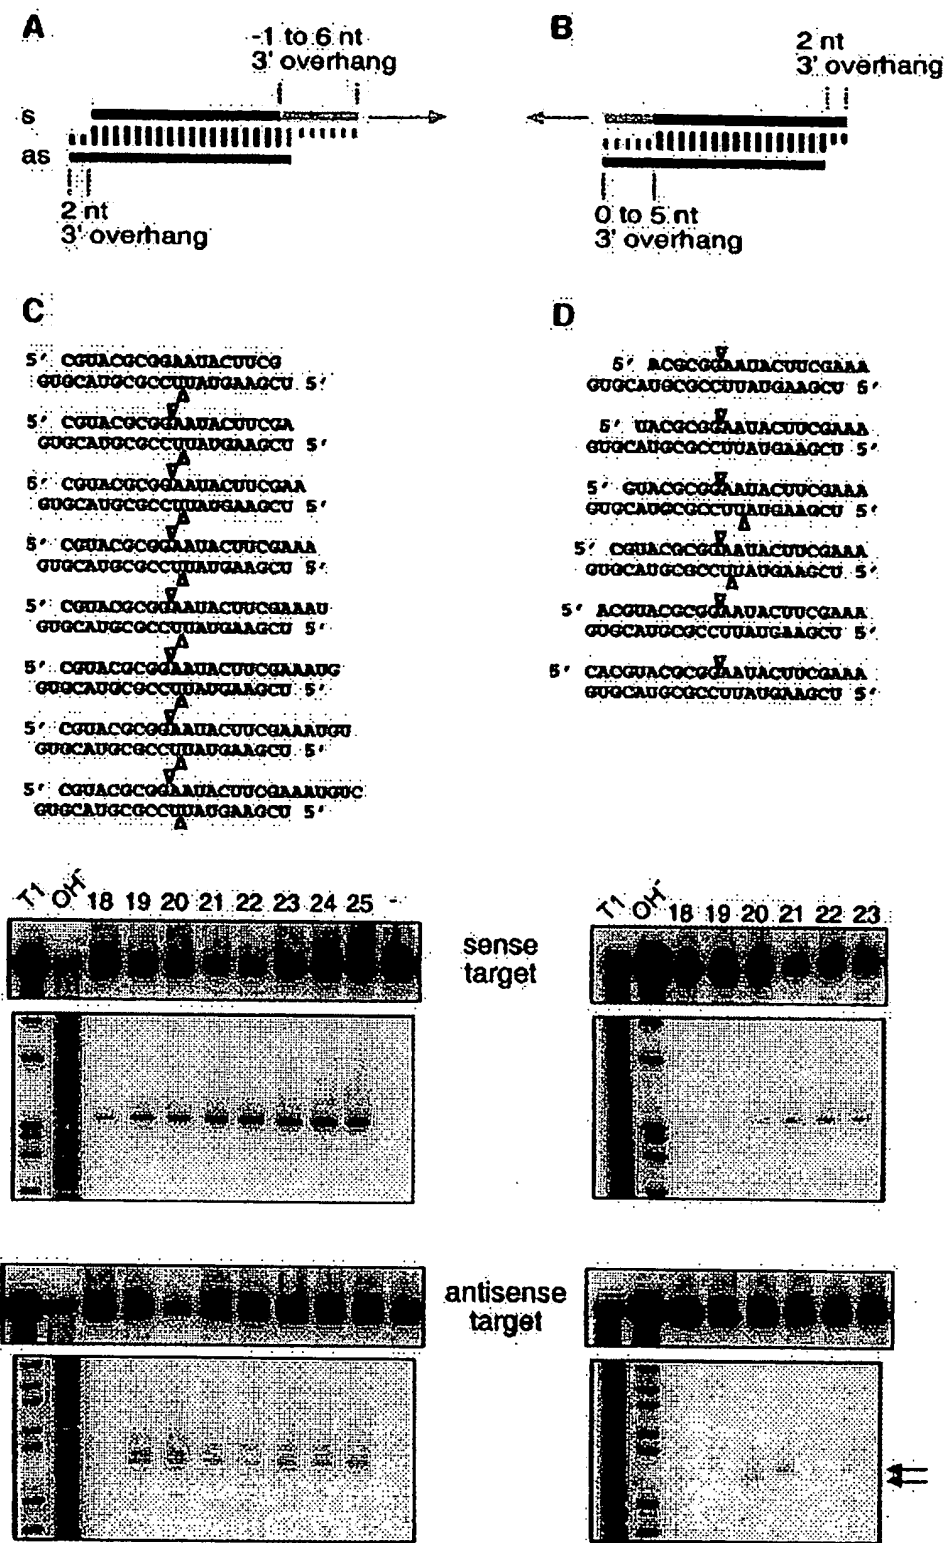 A
-1 to 6 nt
3' overhang
s
as
2 nt
3' overhang
B
2 nt
3' overhang
0 to 5 nt
3' overhang
C
5' CGUACGCGGAAUACUUCG
GUGCAUGCGCCUUAUGAAGCU 5'
5' CGUACGCGGAAUACUUCGA
GUGCAUGCGCCUUAUGAAGCU 5'
5' CGUACGCGGAAUACUUCGAA
GUGCAUGCGCCUUAUGAAGCU 5'
5' CGUACGCGGAAUACUUCGAAA
GUGCAUGCGCCUUAUGAAGCU 5'
5' CGUACGCGGAAUACUUCGAAAU
GUGCAUGCGCCUUAUGAAGCU 5'
5' CGUACGCGGAAUACUUCGAAAUG
GUGCAUGCGCCUUAUGAAGCU 5'
5' CGUACGCGGAAUACUUCGAAAUGU
GUGCAUGCGCCUUAUGAAGCU 5'
5' CGUACGCGGAAUACUUCGAAAUGUC
GUGCAUGCGCCUUAUGAAGCU 5'
D
5' ACGCGGAAUACUUCGAAA
GUGCAUGCGCCUUAUGAAGCU 5'
5' UACGCGGAAUACUUCGAAA
GUGCAUGCGCCUUAUGAAGCU 5'
5' GUACGCGGAAUACUUCGAAA
GUGCAUGCGCCUUAUGAAGCU 5'
5' CGUACGCGGAAUACUUCGAAA
GUGCAUGCGCCUUAUGAAGCU 5'
5' ACGUACGCGGAAUACUUCGAAA
GUGCAUGCGCCUUAUGAAGCU 5'
5' CACGUACGCGGAAUACUUCGAAA
GUGCAUGCGCCUUAUGAAGCU 5'
T1 OH- 18 19 20 21 22 23 24 25 -
sense
target
T1 OH- 18 19 20 21 22 23
antisense
target